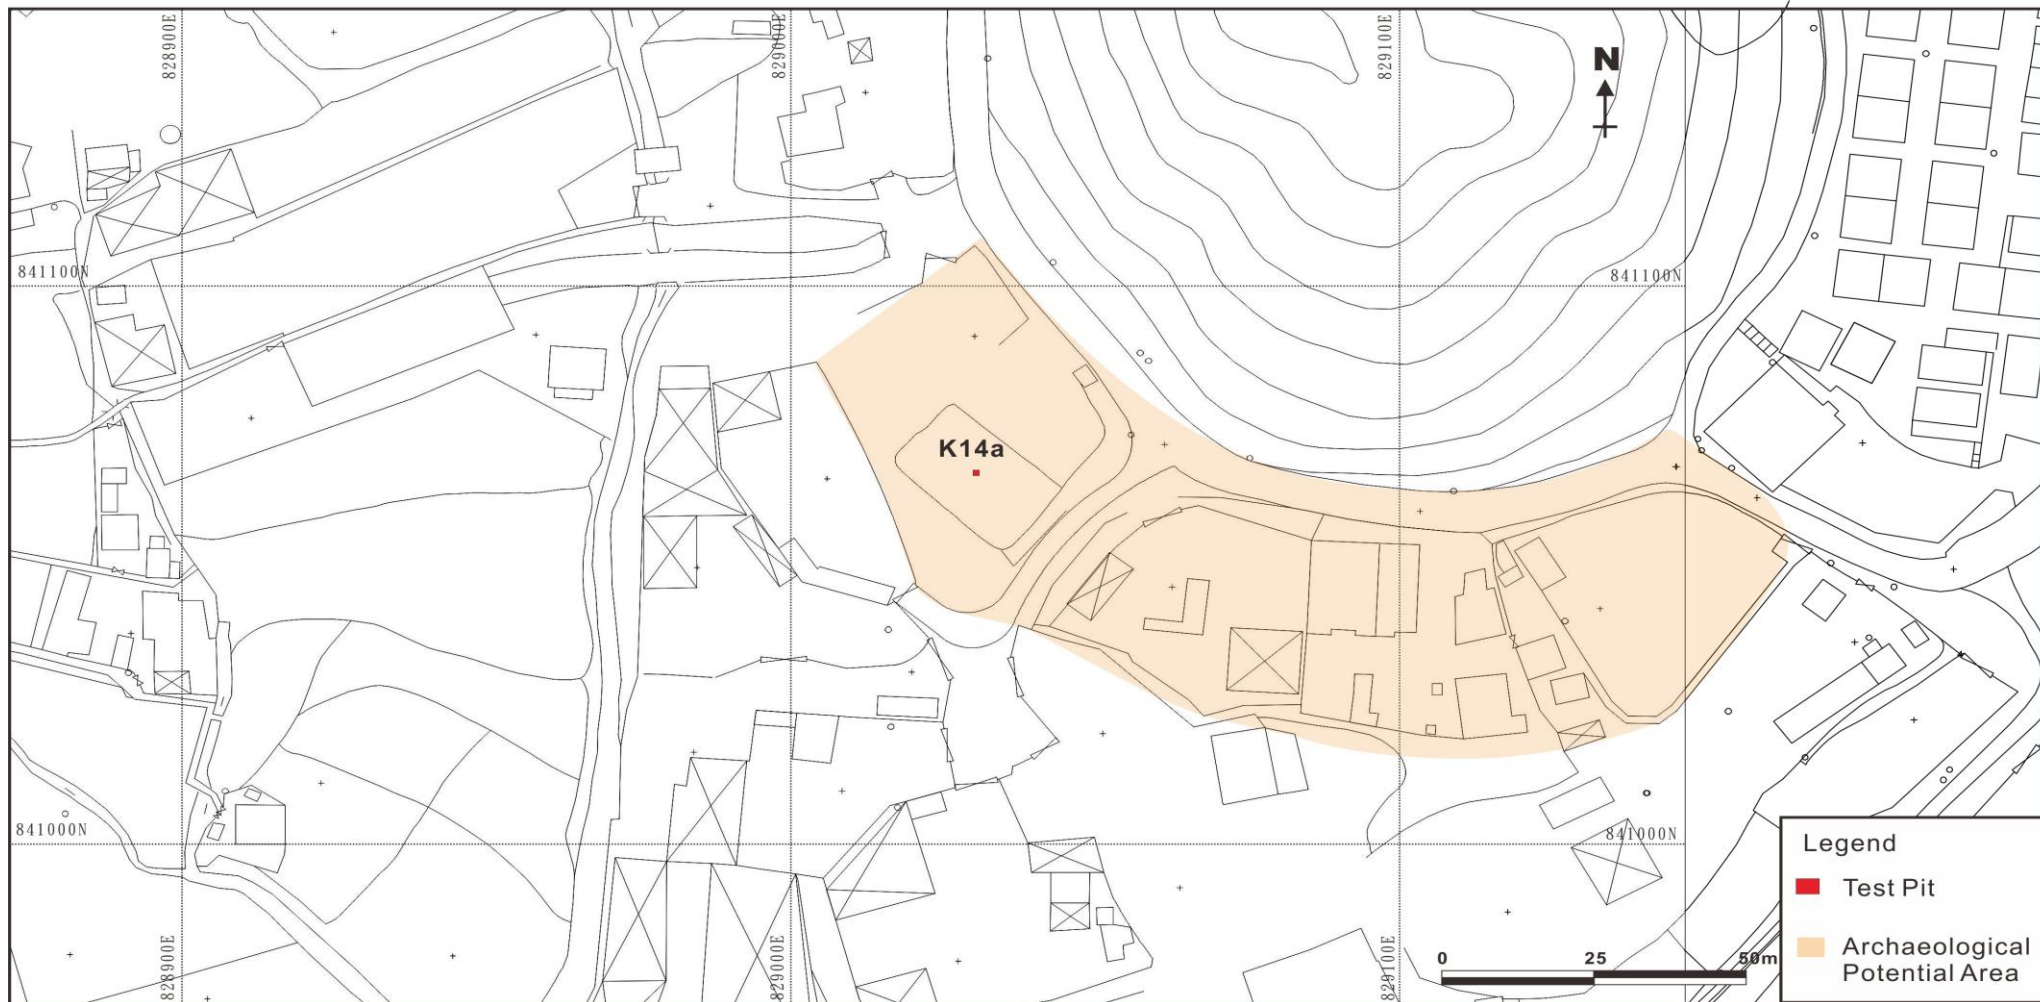 828900E
829000E
829100E
N
841100N
841100N
K14a
841000N
841000N
828900E
829000E
829100E
0 25 50m
Legend
Test Pit
Archaeological
Potential Area